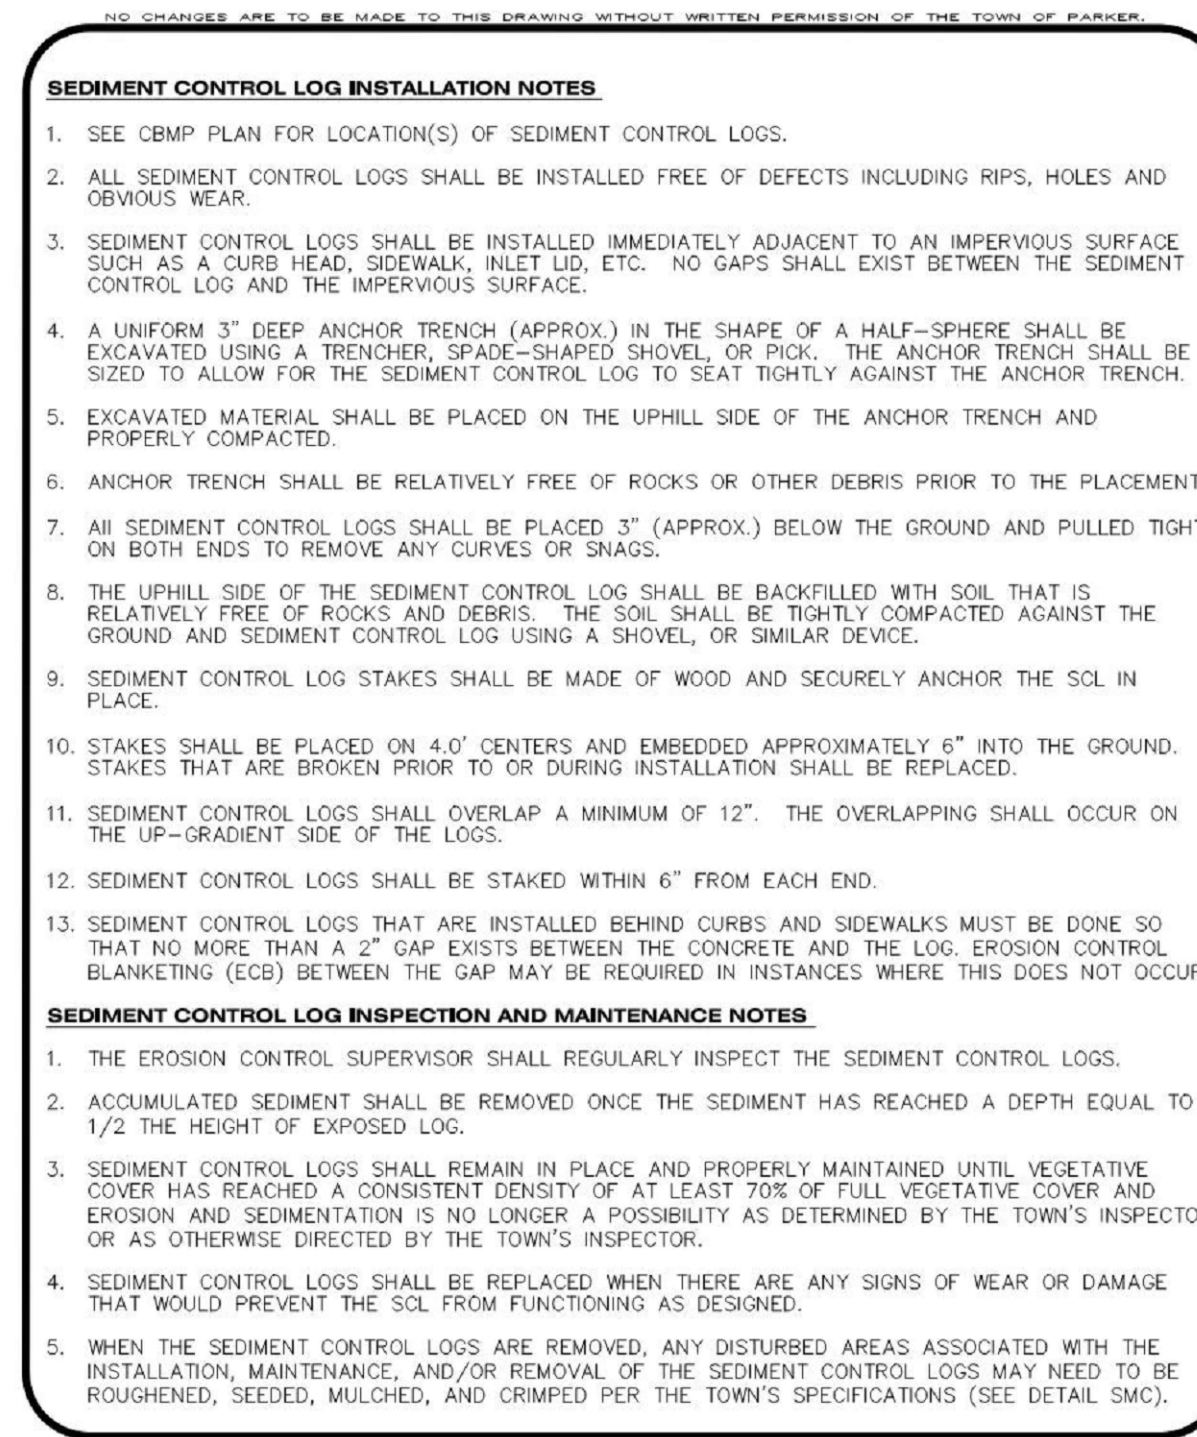 NO CHANGES ARE TO BE MADE TO THIS DRAWING WITHOUT WRITTEN PERMISSION OF THE TOWN OF PARKER.
SEDIMENT CONTROL LOG INSTALLATION NOTES
1. SEE CBMP PLAN FOR LOCATION(S) OF SEDIMENT CONTROL LOGS.
2. ALL SEDIMENT CONTROL LOGS SHALL BE INSTALLED FREE OF DEFECTS INCLUDING RIPS, HOLES AND
OBVIOUS WEAR.
3. SEDIMENT CONTROL LOGS SHALL BE INSTALLED IMMEDIATELY ADJACENT TO AN IMPERVIOUS SURFACE
SUCH AS A CURB HEAD, SIDEWALK, INLET LID, ETC. NO GAPS SHALL EXIST BETWEEN THE SEDIMENT
CONTROL LOG AND THE IMPERVIOUS SURFACE.
4. A UNIFORM 3" DEEP ANCHOR TRENCH (APPROX.) IN THE SHAPE OF A HALF-SPHERE SHALL BE
EXCAVATED USING A TRENCHER, SPADE-SHAPED SHOVEL, OR PICK. THE ANCHOR TRENCH SHALL BE
SIZED TO ALLOW FOR THE SEDIMENT CONTROL LOG TO SEAT TIGHTLY AGAINST THE ANCHOR TRENCH.
5. EXCAVATED MATERIAL SHALL BE PLACED ON THE UPHILL SIDE OF THE ANCHOR TRENCH AND
PROPERLY COMPACTED.
6. ANCHOR TRENCH SHALL BE RELATIVELY FREE OF ROCKS OR OTHER DEBRIS PRIOR TO THE PLACEMENT
7. All SEDIMENT CONTROL LOGS SHALL BE PLACED 3" (APPROX.) BELOW THE GROUND AND PULLED TIGHT
ON BOTH ENDS TO REMOVE ANY CURVES OR SNAGS.
8. THE UPHILL SIDE OF THE SEDIMENT CONTROL LOG SHALL BE BACKFILLED WITH SOIL THAT IS
RELATIVELY FREE OF ROCKS AND DEBRIS. THE SOIL SHALL BE TIGHTLY COMPACTED AGAINST THE
GROUND AND SEDIMENT CONTROL LOG USING A SHOVEL, OR SIMILAR DEVICE.
9. SEDIMENT CONTROL LOG STAKES SHALL BE MADE OF WOOD AND SECURELY ANCHOR THE SCL IN
PLACE.
10. STAKES SHALL BE PLACED ON 4.0' CENTERS AND EMBEDDED APPROXIMATELY 6" INTO THE GROUND.
STAKES THAT ARE BROKEN PRIOR TO OR DURING INSTALLATION SHALL BE REPLACED.
11. SEDIMENT CONTROL LOGS SHALL OVERLAP A MINIMUM OF 12". THE OVERLAPPING SHALL OCCUR ON
THE UP-GRADIENT SIDE OF THE LOGS.
12. SEDIMENT CONTROL LOGS SHALL BE STAKED WITHIN 6" FROM EACH END.
13. SEDIMENT CONTROL LOGS THAT ARE INSTALLED BEHIND CURBS AND SIDEWALKS MUST BE DONE SO
THAT NO MORE THAN A 2" GAP EXISTS BETWEEN THE CONCRETE AND THE LOG. EROSION CONTROL
BLANKETING (ECB) BETWEEN THE GAP MAY BE REQUIRED IN INSTANCES WHERE THIS DOES NOT OCCUR
SEDIMENT CONTROL LOG INSPECTION AND MAINTENANCE NOTES
1. THE EROSION CONTROL SUPERVISOR SHALL REGULARLY INSPECT THE SEDIMENT CONTROL LOGS.
2. ACCUMULATED SEDIMENT SHALL BE REMOVED ONCE THE SEDIMENT HAS REACHED A DEPTH EQUAL TO
1/2 THE HEIGHT OF EXPOSED LOG.
3. SEDIMENT CONTROL LOGS SHALL REMAIN IN PLACE AND PROPERLY MAINTAINED UNTIL VEGETATIVE
COVER HAS REACHED A CONSISTENT DENSITY OF AT LEAST 70% OF FULL VEGETATIVE COVER AND
EROSION AND SEDIMENTATION IS NO LONGER A POSSIBILITY AS DETERMINED BY THE TOWN'S INSPECTO
OR AS OTHERWISE DIRECTED BY THE TOWN'S INSPECTOR.
4. SEDIMENT CONTROL LOGS SHALL BE REPLACED WHEN THERE ARE ANY SIGNS OF WEAR OR DAMAGE
THAT WOULD PREVENT THE SCL FROM FUNCTIONING AS DESIGNED.
5. WHEN THE SEDIMENT CONTROL LOGS ARE REMOVED, ANY DISTURBED AREAS ASSOCIATED WITH THE
INSTALLATION, MAINTENANCE, AND/OR REMOVAL OF THE SEDIMENT CONTROL LOGS MAY NEED TO BE
ROUGHENED, SEEDED, MULCHED, AND CRIMPED PER THE TOWN'S SPECIFICATIONS (SEE DETAIL SMC).